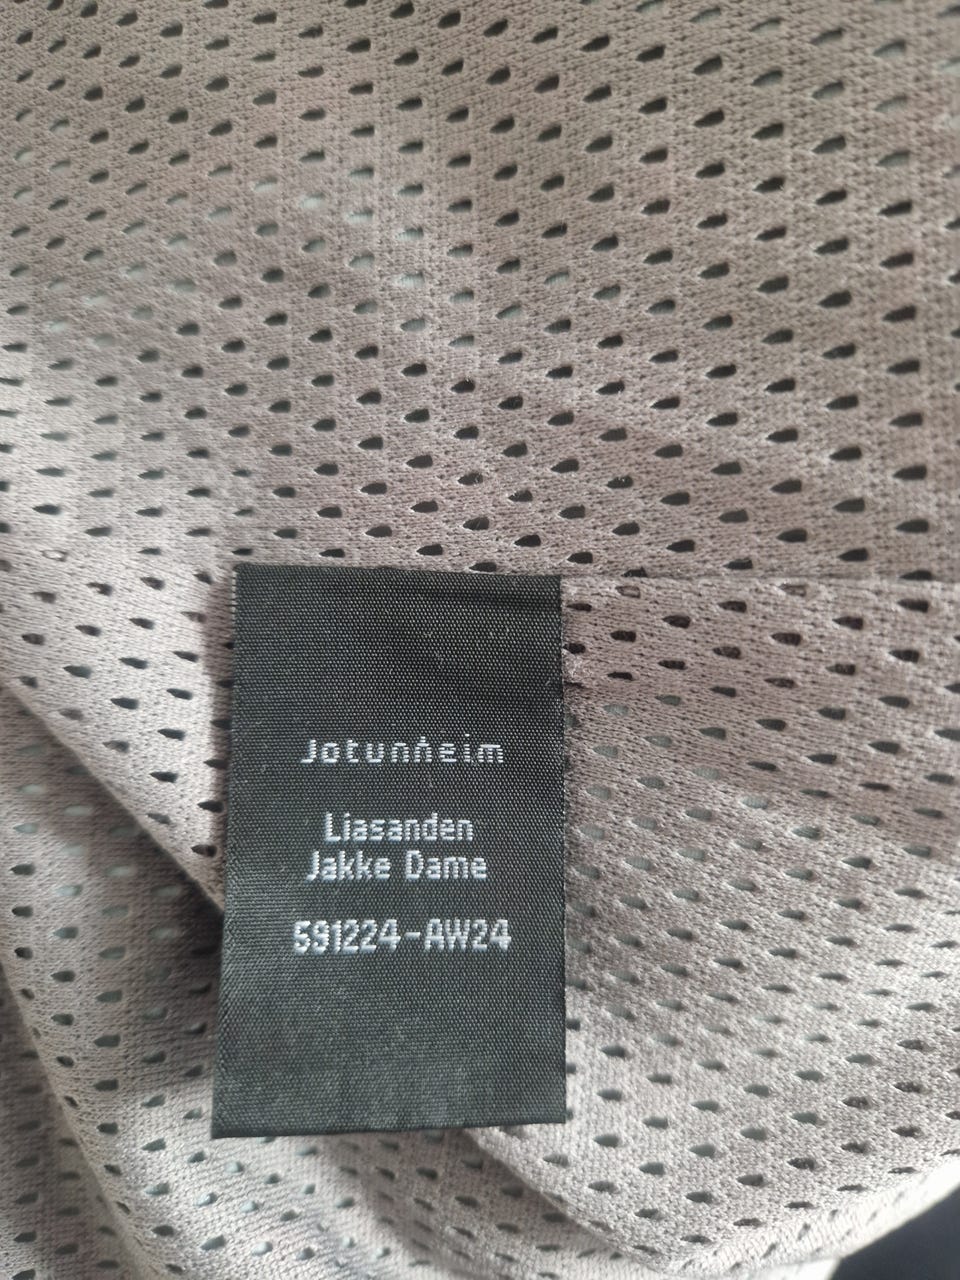 Jotunheim
Liasanden
Jakke Dame
591224-AW24